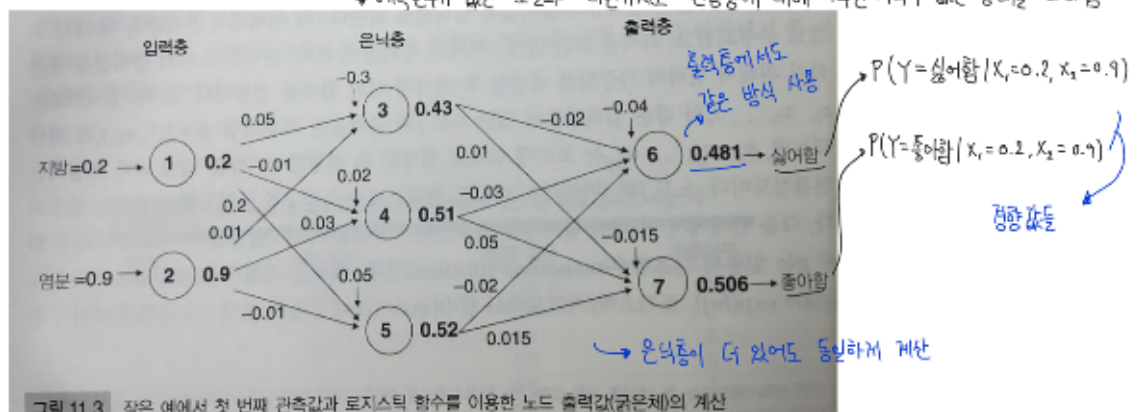 입력층
은닉층
출력층
출력층에서도
같은 방식 사용
P(Y=싫어함/X₁=0.2, X₂=0.9)
P(Y=좋아함/X₁=0.2, X₂=0.9)
경향값들
-0.3
3 0.43
-0.04
-0.02
0.05
지방=0.2
1 0.2
-0.01
0.02
0.01
6 0.481 싫어함
-0.03
0.2
4 0.51
0.01
0.03
0.05
-0.015
염분=0.9
2 0.9
0.05
-0.02
7 0.506 좋아함
-0.01
5 0.52
0.015
은닉층이 더 있어도 동일하게 계산
그림 11.3 작은 예에서 첫 번째 관측값과 로지스틱 함수를 이용한 노드 출력값(굵은체)의 계산